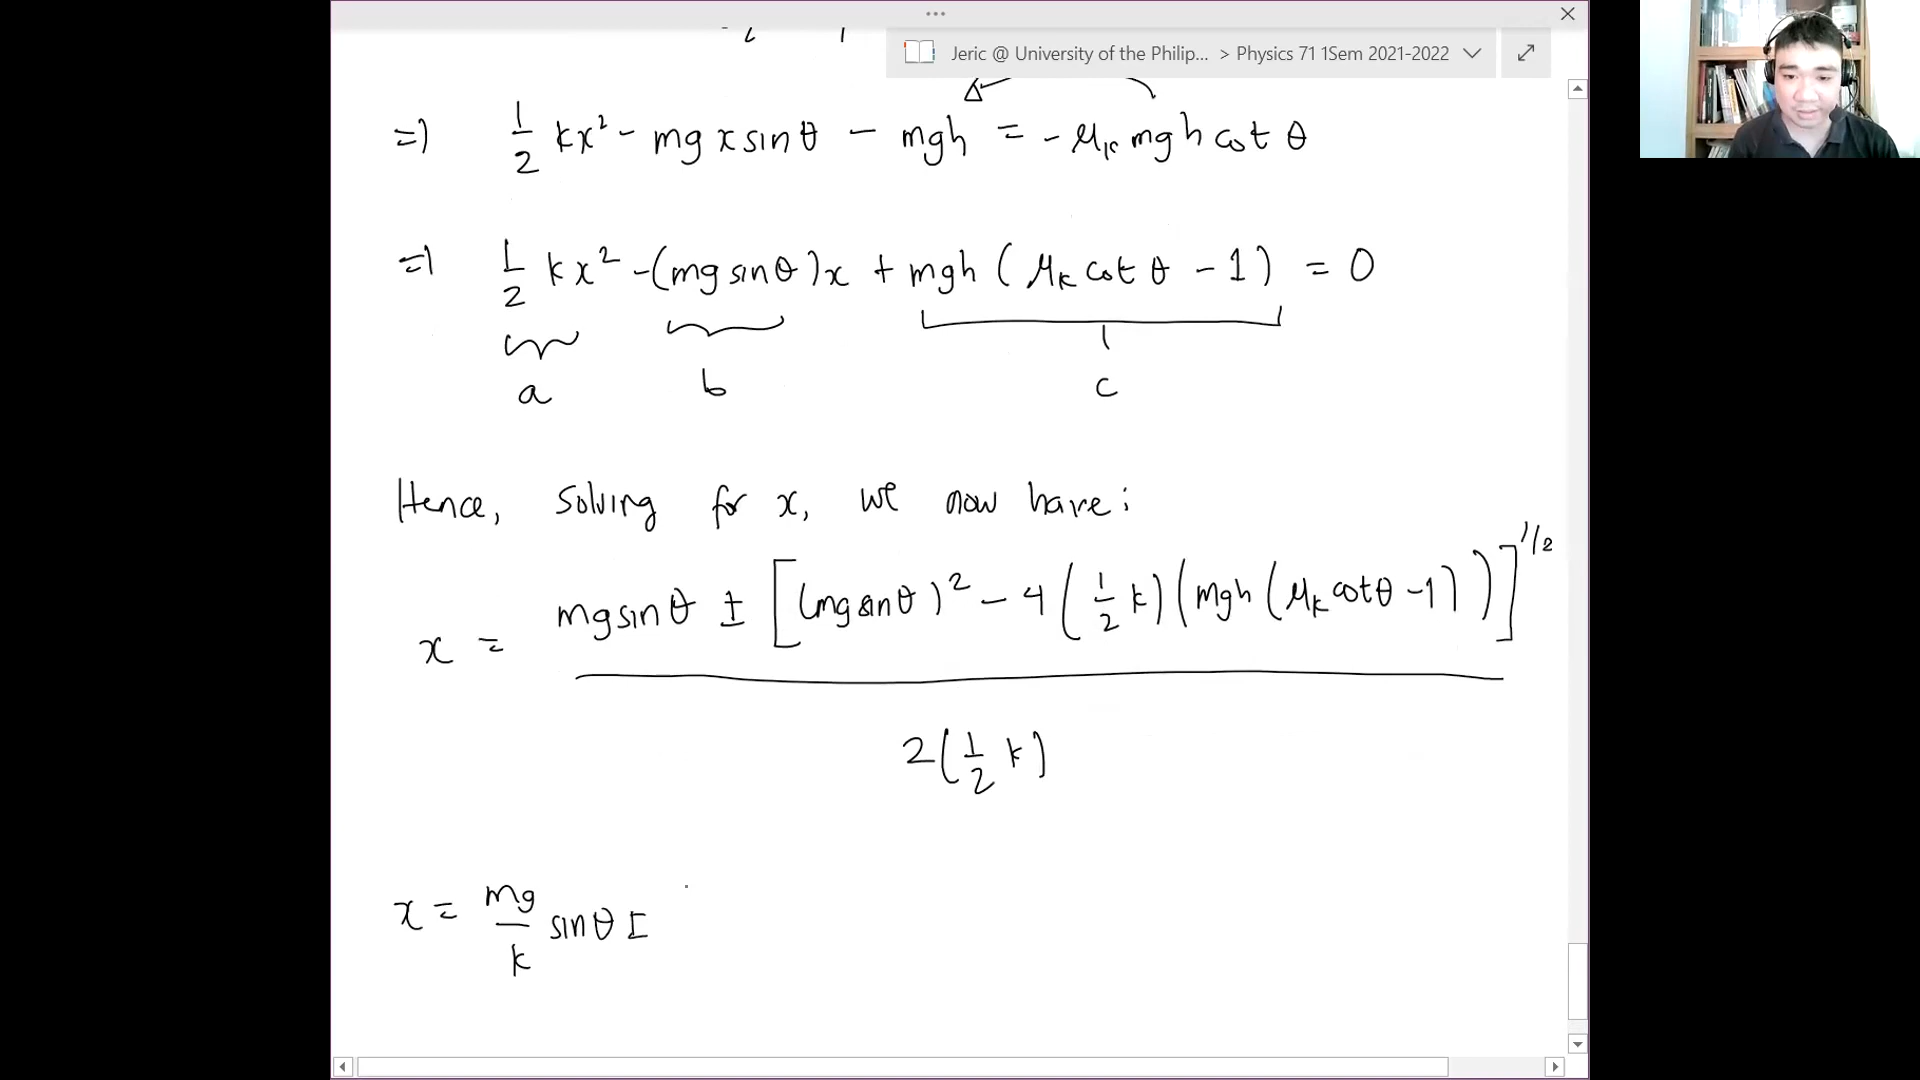 Jeric @ University of the Philip... > Physics 71 1Sem 2021-2022
=> 1/2 kx² - mg x sin θ - mgh = - μk mgh cot θ
=> 1/2 kx² - (mg sin θ)x + mgh (μk cot θ - 1) = 0
a b c
Hence, solving for x, we now have:
x = mg sin θ ± [(mg sin θ)² - 4 (1/2 k)(mgh (μk cot θ - 1))]^1/2
2(1/2 k)
x = mg/k sin θ ±